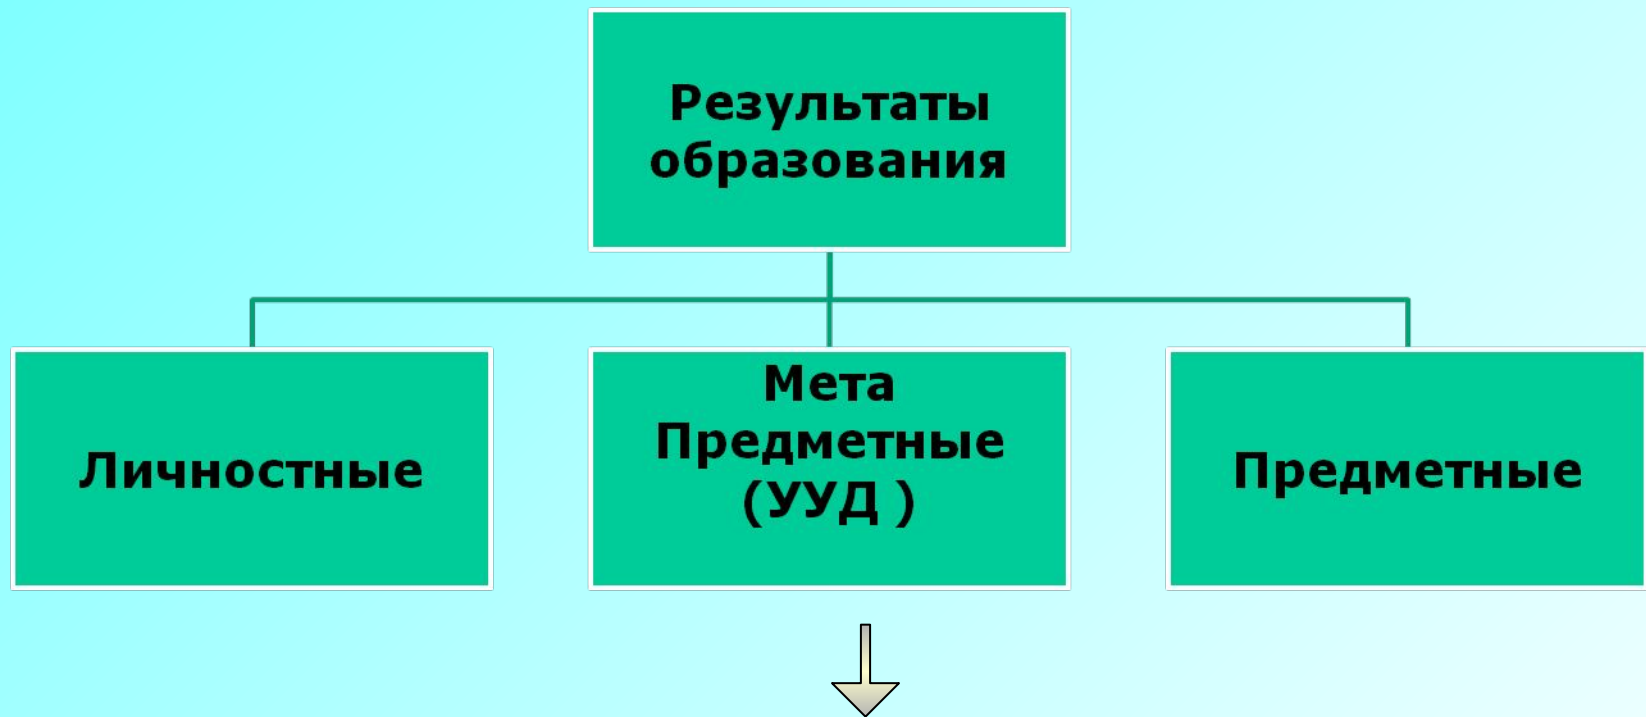 Результаты
образования
Личностные
Мета
Предметные
(УУД )
Предметные